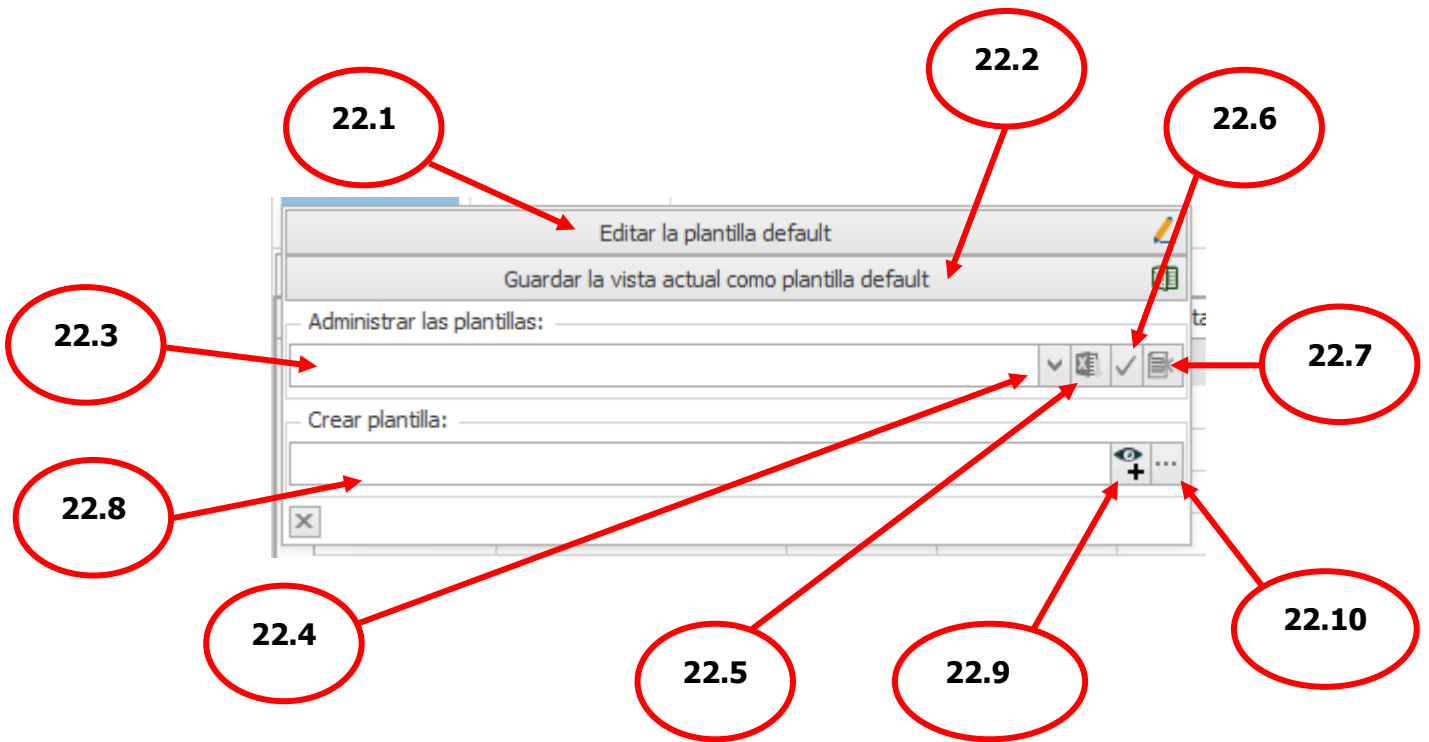 22.2
22.1
22.6
Editar la plantilla default
Guardar la vista actual como plantilla default
Administrar las plantillas:
ta
22.3
22.7
Crear plantilla:
22.8
22.4
22.10
22.5
22.9